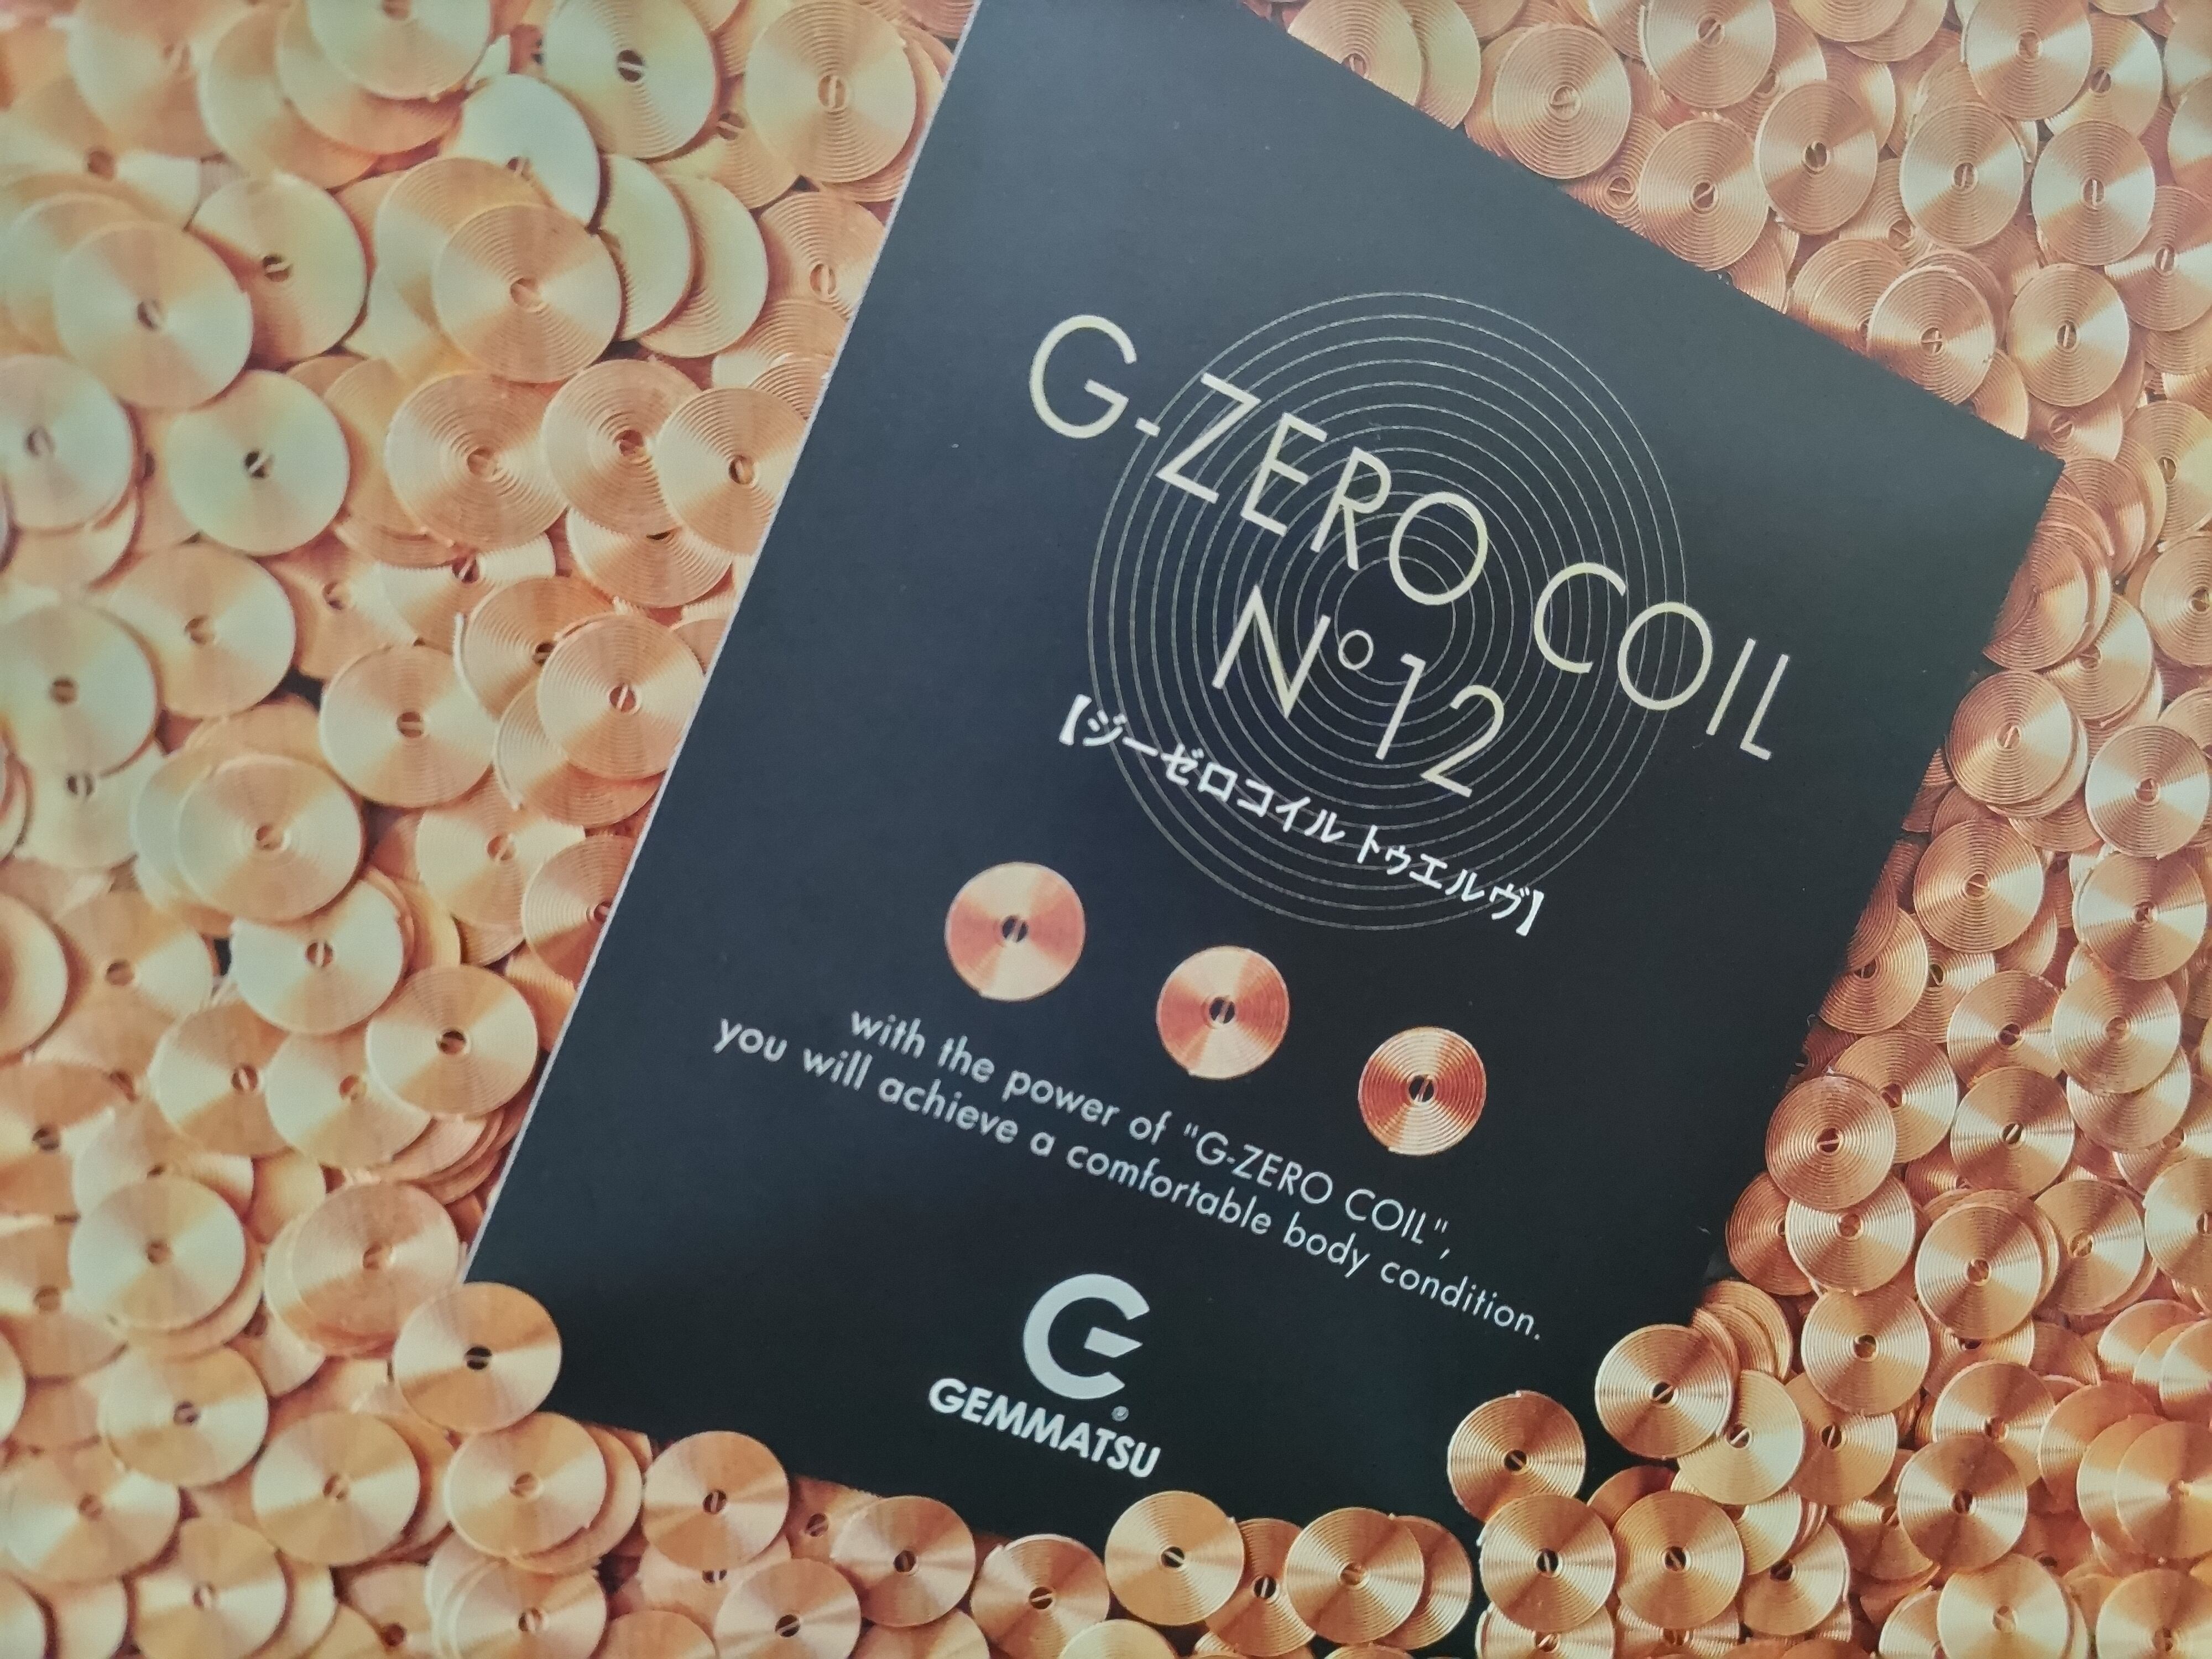 G-ZERO COIL
N°12
【ジーゼロコイル トゥエルヴ】
with the power of "G-ZERO COIL",
you will achieve a comfortable body condition.
®
GEMMATSU